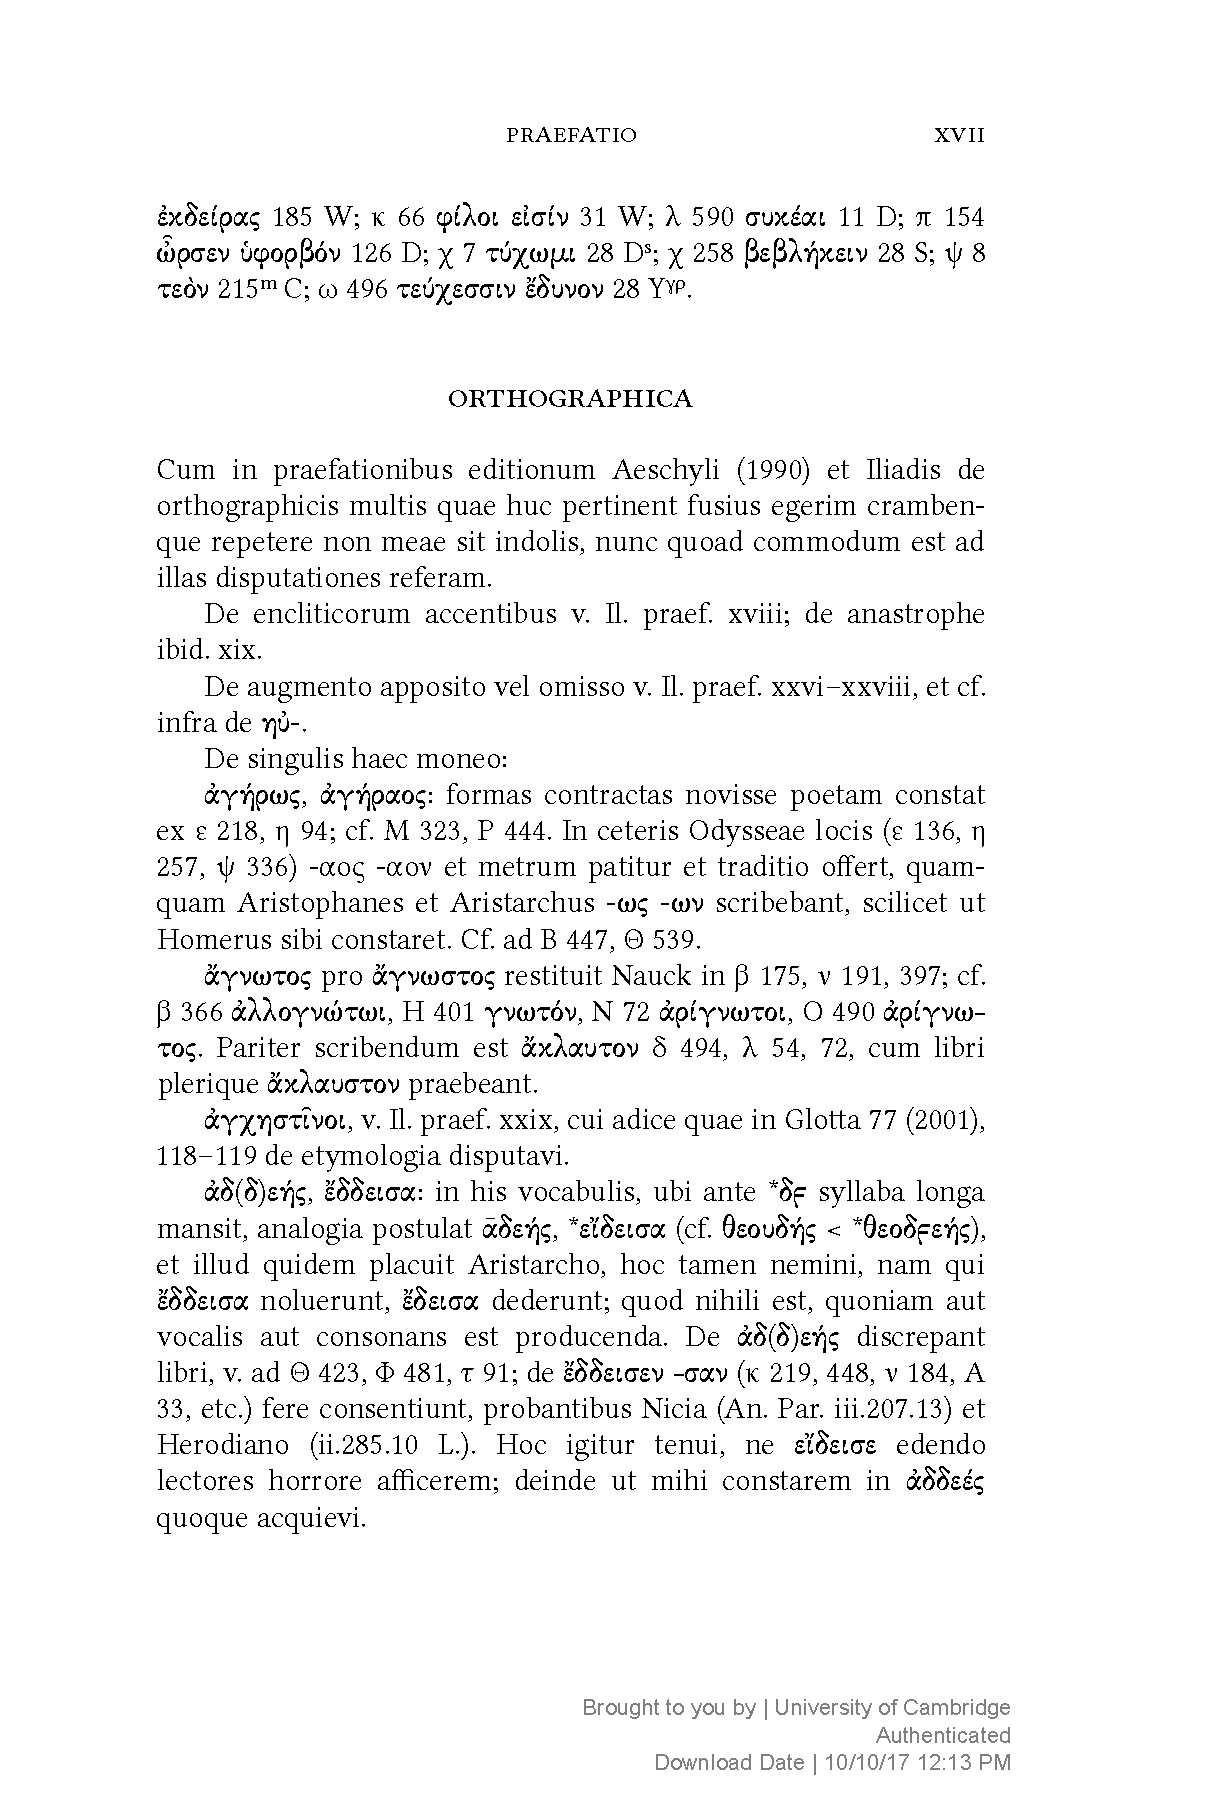 PRAEFATIO XVII
ἐκδείρας 185 W; κ 66 φίλοι εἰσίν 31 W; λ 590 συκέαι 11 D; π 154
ὦρσεν ὑφορβόν 126 D; χ 7 τύχωμι 28 Dˢ; χ 258 βεβλήκειν 28 S; ψ 8
τεὸν 215ᵐ C; ω 496 τεύχεσσιν ἔδυνον 28 Yᵞᵖ.
ORTHOGRAPHICA
Cum in praefationibus editionum Aeschyli (1990) et Iliadis de
orthographicis multis quae huc pertinent fusius egerim cramben-
que repetere non meae sit indolis, nunc quoad commodum est ad
illas disputationes referam.
De encliticorum accentibus v. Il. praef. xviii; de anastrophe
ibid. xix.
De augmento apposito vel omisso v. Il. praef. xxvi–xxviii, et cf.
infra de ηὐ-.
De singulis haec moneo:
ἀγήρως, ἀγήραος: formas contractas novisse poetam constat
ex ε 218, η 94; cf. Μ 323, Ρ 444. In ceteris Odysseae locis (ε 136, η
257, ψ 336) -αος -αον et metrum patitur et traditio offert, quam-
quam Aristophanes et Aristarchus -ως -ων scribebant, scilicet ut
Homerus sibi constaret. Cf. ad Β 447, Θ 539.
ἄγνωτος pro ἄγνωστος restituit Nauck in β 175, ν 191, 397; cf.
β 366 ἀλλογνώτωι, Η 401 γνωτόν, Ν 72 ἀρίγνωτοι, Ο 490 ἀρίγνω-
τος. Pariter scribendum est ἄκλαυτον δ 494, λ 54, 72, cum libri
plerique ἄκλαυστον praebeant.
ἀγχηστῖνοι, v. Il. praef. xxix, cui adice quae in Glotta 77 (2001),
118–119 de etymologia disputavi.
ἀδ(δ)εής, ἔδδεισα: in his vocabulis, ubi ante *δϝ syllaba longa
mansit, analogia postulat ᾱ̓δεής, *εἴδεισα (cf. θεουδής < *θεοδϝεής),
et illud quidem placuit Aristarcho, hoc tamen nemini, nam qui
ἔδδεισα noluerunt, ἔδεισα dederunt; quod nihili est, quoniam aut
vocalis aut consonans est producenda. De ἀδ(δ)εής discrepant
libri, v. ad Θ 423, Φ 481, τ 91; de ἔδδεισεν -σαν (κ 219, 448, ν 184, Α
33, etc.) fere consentiunt, probantibus Nicia (An. Par. iii.207.13) et
Herodiano (ii.285.10 L.). Hoc igitur tenui, ne εἴδεισε edendo
lectores horrore afficerem; deinde ut mihi constarem in ἀδδεές
quoque acquievi.
Brought to you by | University of Cambridge
Authenticated
Download Date | 10/10/17 12:13 PM